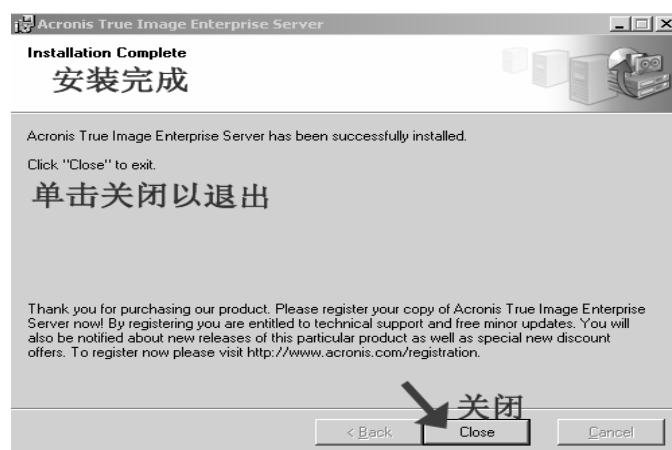 Acronis True Image Enterprise Server
Installation Complete
安装完成
Acronis True Image Enterprise Server has been successfully installed.
Click "Close" to exit.
单击关闭以退出
Thank you for purchasing our product. Please register your copy of Acronis True Image Enterprise
Server now! By registering you are entitled to technical support and free minor updates. You will
also be notified about new releases of this particular product as well as special new discount
offers. To register now please visit http://www.acronis.com/registration.
关闭
< Back Close Cancel